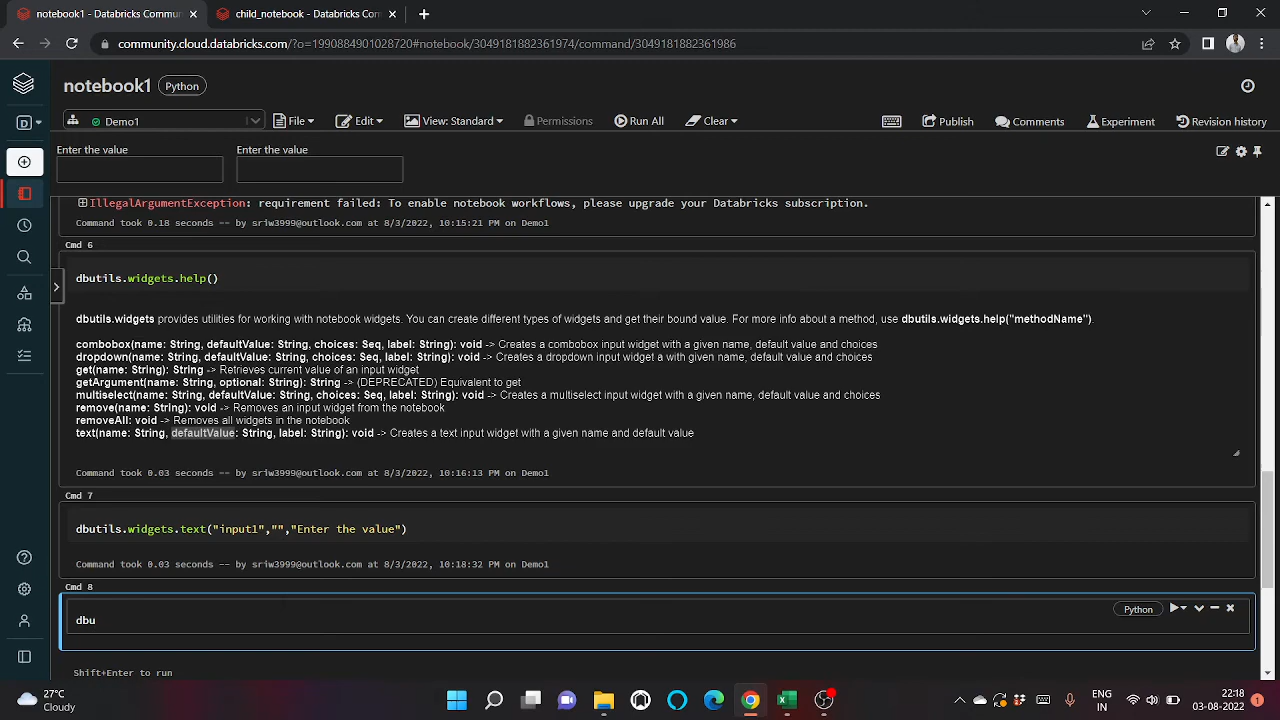 notebook1 - Databricks Commun
child_notebook - Databricks Com
community.cloud.databricks.com/?o=1990884901028720#notebook/3049181882361974/command/3049181882361986
notebook1 Python
D
Demo1
File
Edit
View: Standard
Permissions
Run All
Clear
Publish
Comments
Experiment
Revision history
Enter the value
Enter the value
IllegalArgumentException: requirement failed: To enable notebook workflows, please upgrade your Databricks subscription.
Command took 0.18 seconds -- by sriw3999@outlook.com at 8/3/2022, 10:15:21 PM on Demo1
Cmd 6
dbutils.widgets.help()
dbutils.widgets provides utilities for working with notebook widgets. You can create different types of widgets and get their bound value. For more info about a method, use dbutils.widgets.help("methodName").
combobox(name: String, defaultValue: String, choices: Seq, label: String): void -> Creates a combobox input widget with a given name, default value and choices
dropdown(name: String, defaultValue: String, choices: Seq, label: String): void -> Creates a dropdown input widget a with given name, default value and choices
get(name: String): String -> Retrieves current value of an input widget
getArgument(name: String, optional: String): String -> (DEPRECATED) Equivalent to get
multiselect(name: String, defaultValue: String, choices: Seq, label: String): void -> Creates a multiselect input widget with a given name, default value and choices
remove(name: String): void -> Removes an input widget from the notebook
removeAll: void -> Removes all widgets in the notebook
text(name: String, defaultValue: String, label: String): void -> Creates a text input widget with a given name and default value
Command took 0.03 seconds -- by sriw3999@outlook.com at 8/3/2022, 10:16:13 PM on Demo1
Cmd 7
dbutils.widgets.text("input1","","Enter the value")
Command took 0.03 seconds -- by sriw3999@outlook.com at 8/3/2022, 10:18:32 PM on Demo1
Cmd 8
Python
dbu
Shift+Enter to run
27°C
Cloudy
ENG
IN
22:18
03-08-2022
1